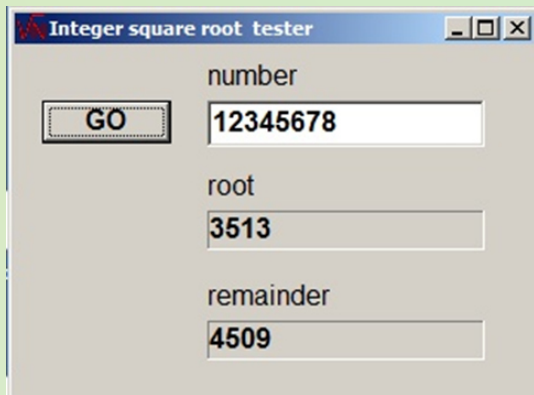 Integer square root tester
number
GO
12345678
root
3513
remainder
4509